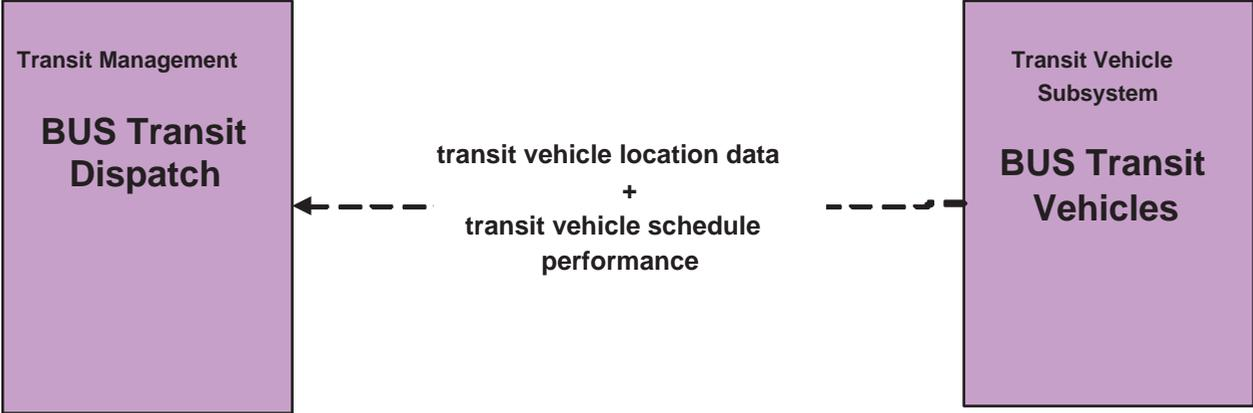 Transit Management
BUS Transit
Dispatch
transit vehicle location data
+
transit vehicle schedule
performance
Transit Vehicle
Subsystem
BUS Transit
Vehicles